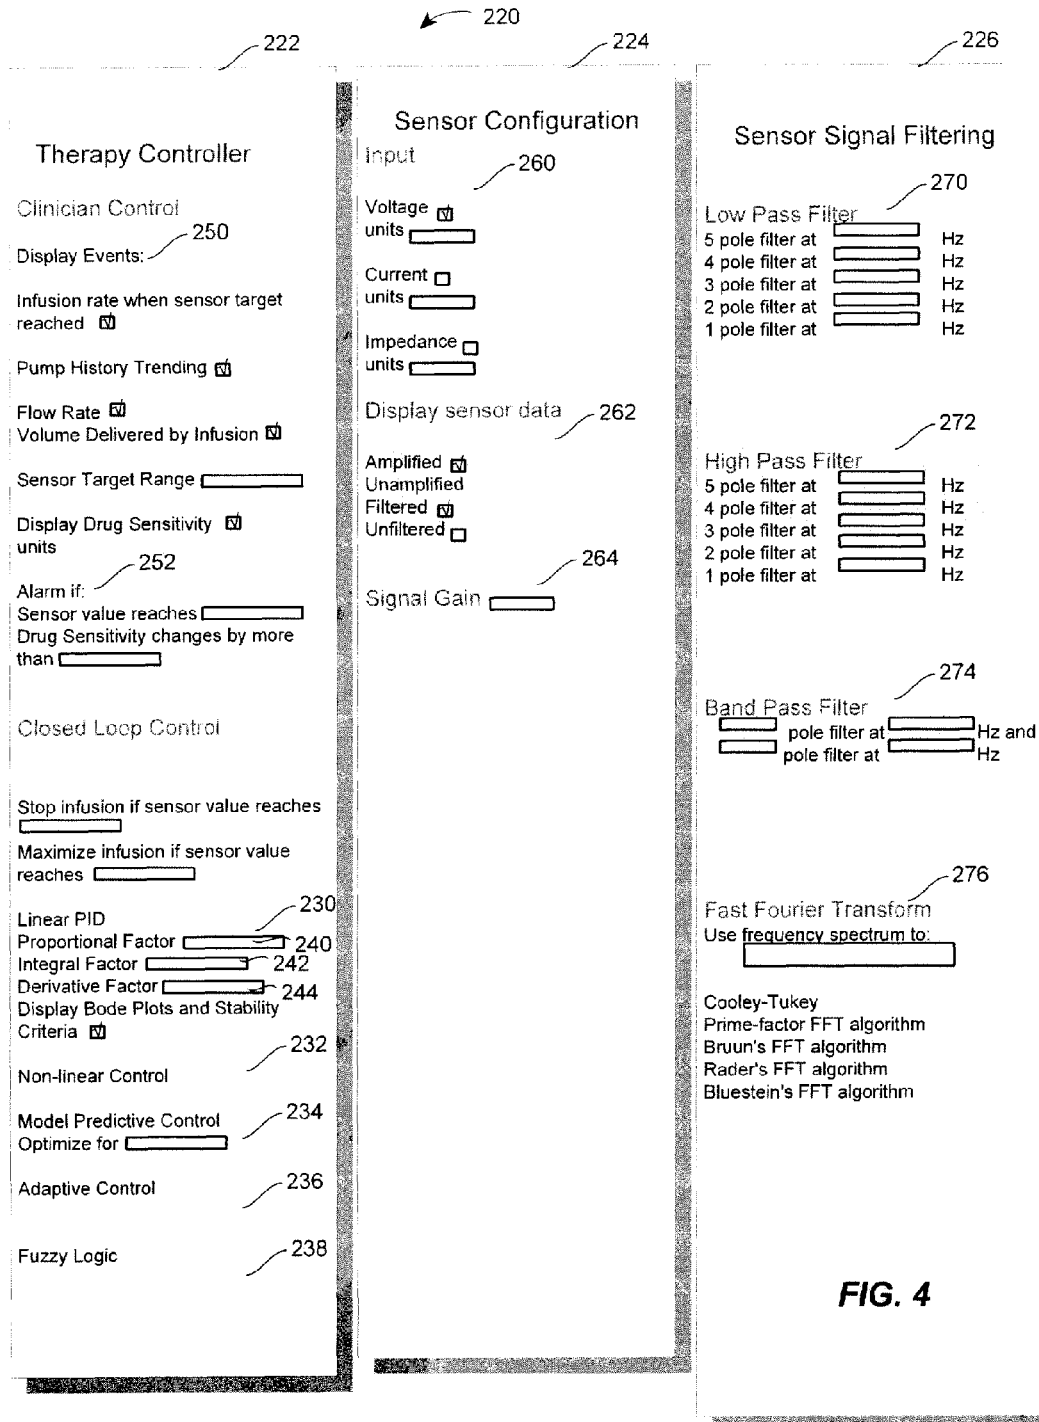 220
222
Therapy Controller
Clinician Control
250
Display Events:
Infusion rate when sensor target
reached
Pump History Trending
Flow Rate
Volume Delivered by Infusion
Sensor Target Range
Display Drug Sensitivity
units
252
Alarm if:
Sensor value reaches
Drug Sensitivity changes by more
than
Closed Loop Control
Stop infusion if sensor value reaches
Maximize infusion if sensor value
reaches
230
Linear PID
Proportional Factor 240
Integral Factor 242
Derivative Factor 244
Display Bode Plots and Stability
Criteria
232
Non-linear Control
234
Model Predictive Control
Optimize for
236
Adaptive Control
238
Fuzzy Logic
224
Sensor Configuration
Input
260
Voltage
units
Current
units
Impedance
units
Display sensor data 262
Amplified
Unamplified
Filtered
Unfiltered
264
Signal Gain
226
Sensor Signal Filtering
270
Low Pass Filter
5 pole filter at Hz
4 pole filter at Hz
3 pole filter at Hz
2 pole filter at Hz
1 pole filter at Hz
272
High Pass Filter
5 pole filter at Hz
4 pole filter at Hz
3 pole filter at Hz
2 pole filter at Hz
1 pole filter at Hz
274
Band Pass Filter
pole filter at Hz and
pole filter at Hz
276
Fast Fourier Transform
Use frequency spectrum to:
Cooley-Tukey
Prime-factor FFT algorithm
Bruun's FFT algorithm
Rader's FFT algorithm
Bluestein's FFT algorithm
FIG. 4